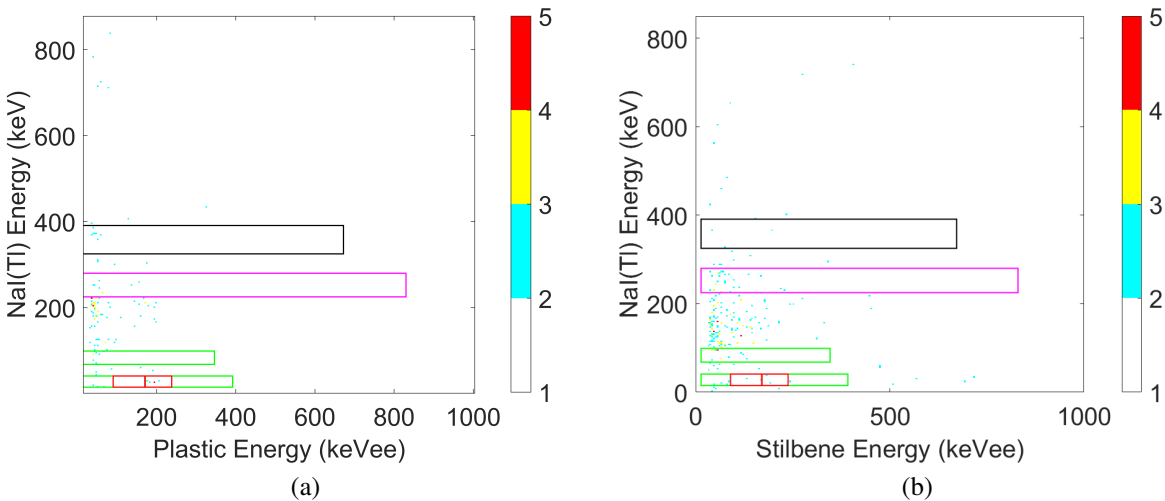 NaI(Tl) Energy (keV)
800
600
400
200
200 400 600 800 1000
Plastic Energy (keVee)
5
4
3
2
1
(a)
NaI(Tl) Energy (keV)
800
600
400
200
0
0 500 1000
Stilbene Energy (keVee)
5
4
3
2
1
(b)